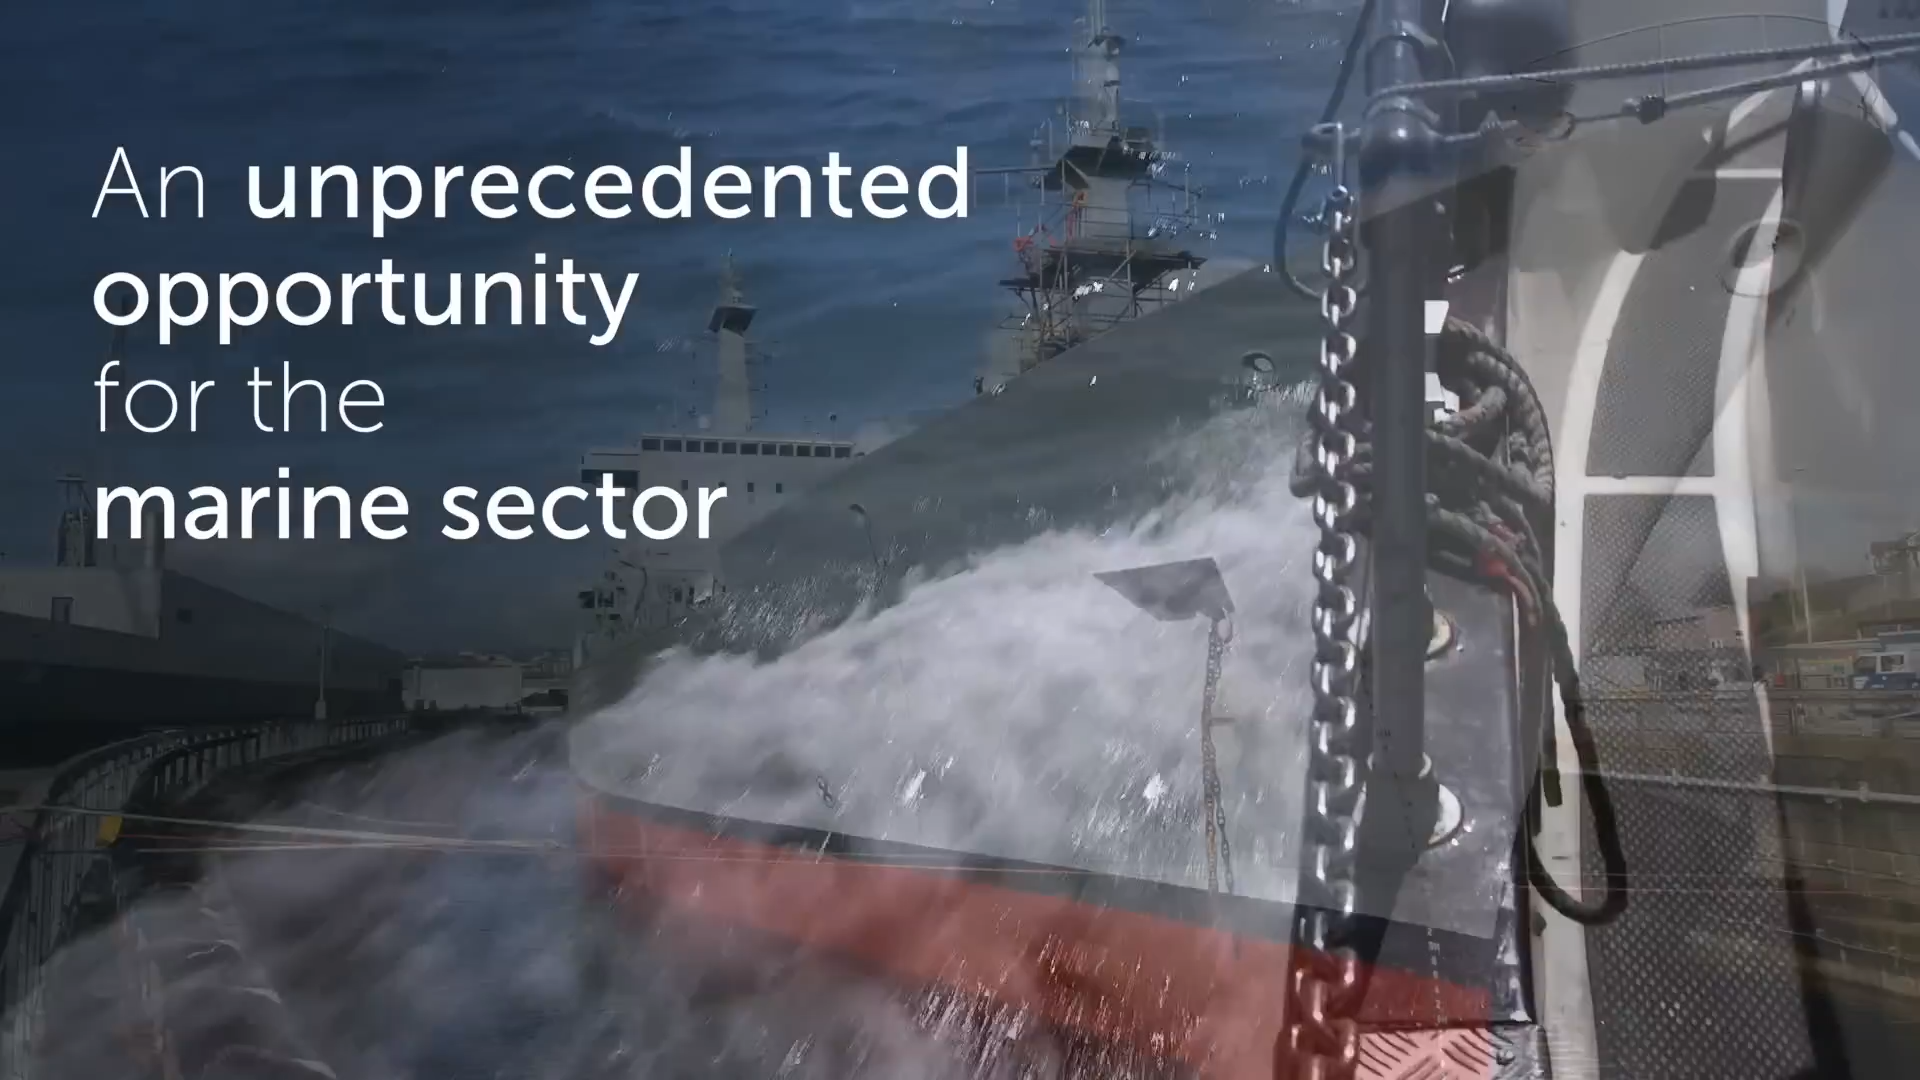 An unprecedented
opportunity
for the
marine sector